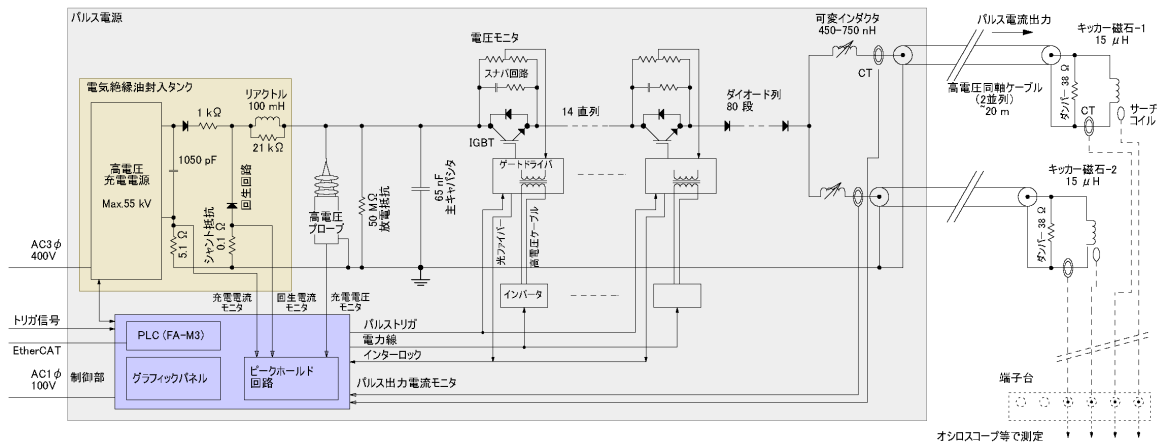 パルス電源
電気絶縁油封入タンク
高電圧
充電電源
Max.55 kV
1 kΩ
リアクトル
100 mH
21 kΩ
1050 pF
回生回路
5.1 Ω
シャント抵抗
0.1 Ω
高電圧
プローブ
50 MΩ
放電抵抗
65 nF
主キャパシタ
電圧モニタ
スナバ回路
IGBT
14 直列
ゲートドライバ
光ファイバー
高電圧ケーブル
インバータ
ダイオード列
80 段
可変インダクタ
450-750 nH
CT
パルス電流出力
高電圧同軸ケーブル
(2並列)
~20 m
キッカー磁石-1
15 μH
ダンパー 38 Ω
CT
サーチ
コイル
キッカー磁石-2
15 μH
ダンパー 38 Ω
AC3φ
400V
トリガ信号
EtherCAT
AC1φ
100V
制御部
PLC (FA-M3)
グラフィックパネル
充電電流
モニタ
回生電流
モニタ
充電電圧
モニタ
ピークホールド
回路
パルストリガ
電力線
インターロック
パルス出力電流モニタ
端子台
オシロスコープ等で測定